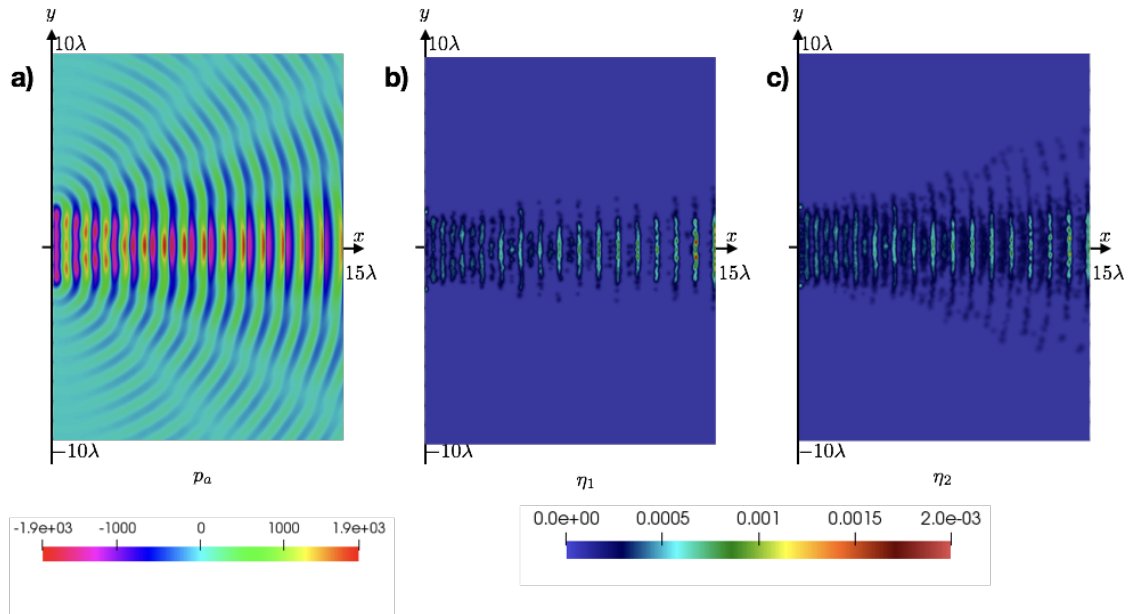 y y y
10λ 10λ 10λ
a) b) c)
x x x
15λ 15λ 15λ
−10λ −10λ −10λ
p_a η_1 η_2
-1.9e+03 -1000 0 1000 1.9e+03
0.0e+00 0.0005 0.001 0.0015 2.0e-03